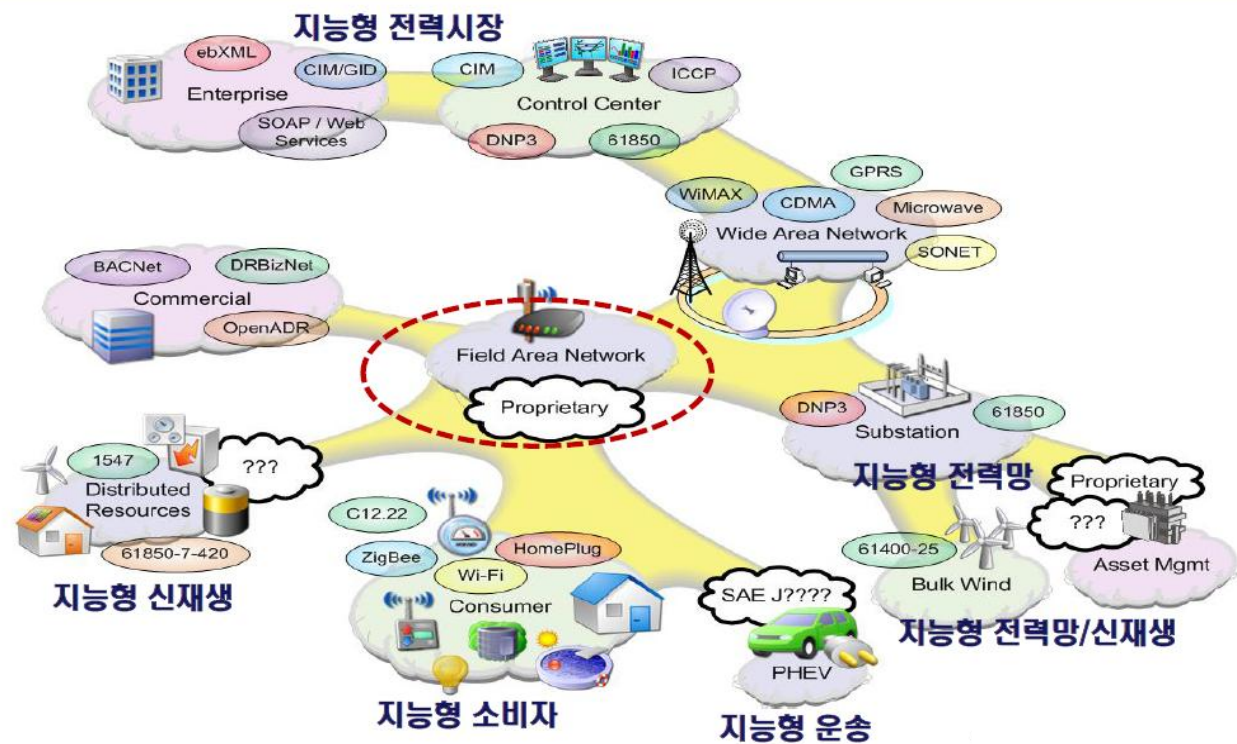 지능형 전력시장
ebXML
CIM/GID
Enterprise
SOAP / Web
Services
CIM
ICCP
Control Center
DNP3
61850
GPRS
WiMAX
CDMA
Microwave
Wide Area Network
SONET
BACNet
DRBizNet
Commercial
OpenADR
Field Area Network
Proprietary
DNP3
61850
Substation
지능형 전력망
1547
???
Distributed
Resources
61850-7-420
지능형 신재생
C12.22
ZigBee
HomePlug
Wi-Fi
Consumer
지능형 소비자
SAE J????
PHEV
지능형 운송
Proprietary
???
61400-25
Bulk Wind
Asset Mgmt
지능형 전력망/신재생